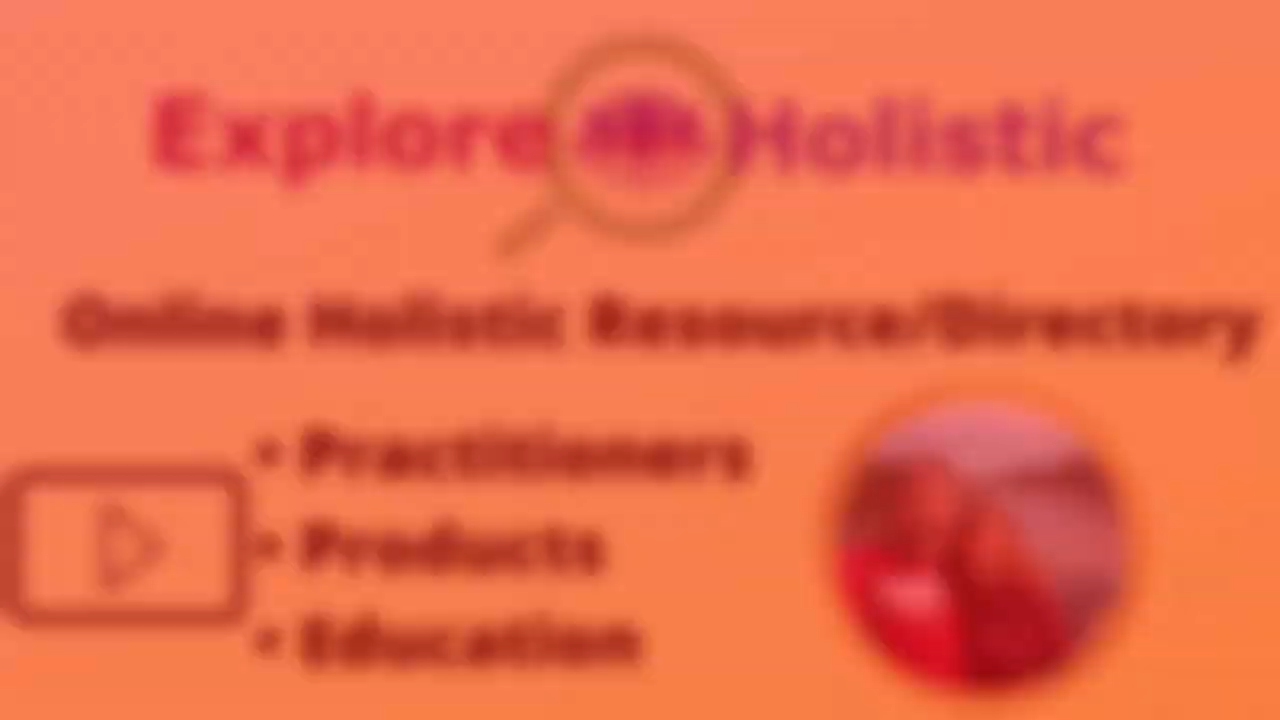 Explore Holistic
Online Holistic Resource/Directory
• Practitioners
• Products
• Education